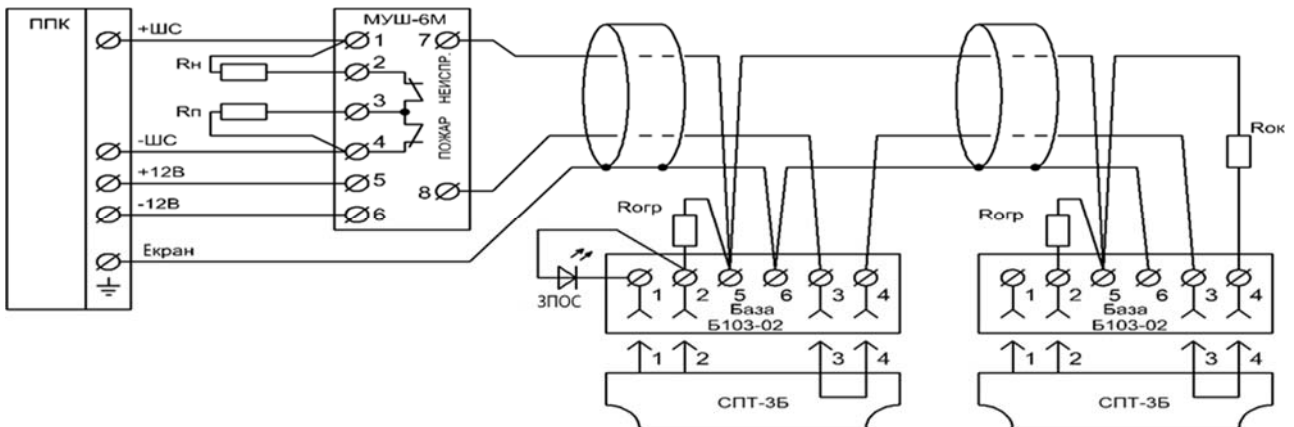 ППК
+ШС
-ШС
+12В
-12В
Екран
Rн
Rп
МУШ-6М
1
2
3
4
5
6
7
8
НЕИСПР.
ПОЖАР
Rок
Rогр
ЗПОС
1
2
5
6
3
4
База
Б103-02
1
2
3
4
СПТ-3Б
Rогр
1
2
5
6
3
4
База
Б103-02
1
2
3
4
СПТ-3Б